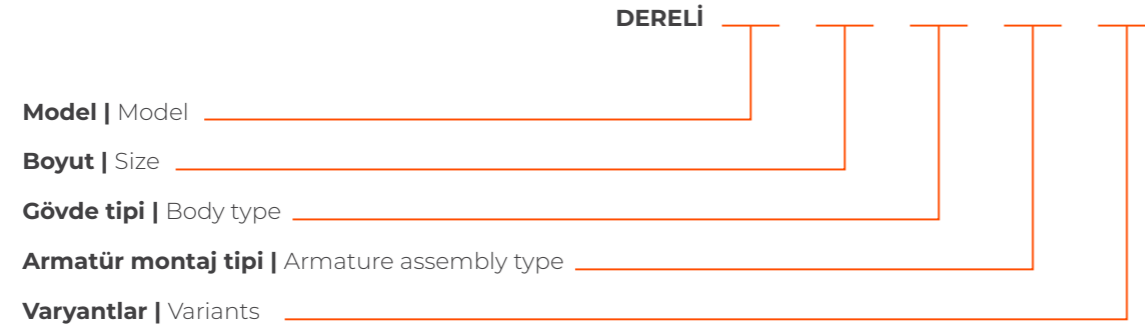 DERELİ
Model | Model
Boyut | Size
Gövde tipi | Body type
Armatür montaj tipi | Armature assembly type
Varyantlar | Variants